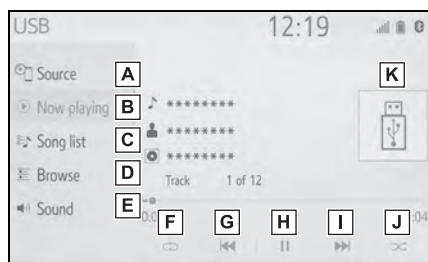 USB 12:19
Source A
Now playing B
Song list C
Browse D
Sound E
K
********
********
********
Track 1 of 12
0:0 :04
F G H I J